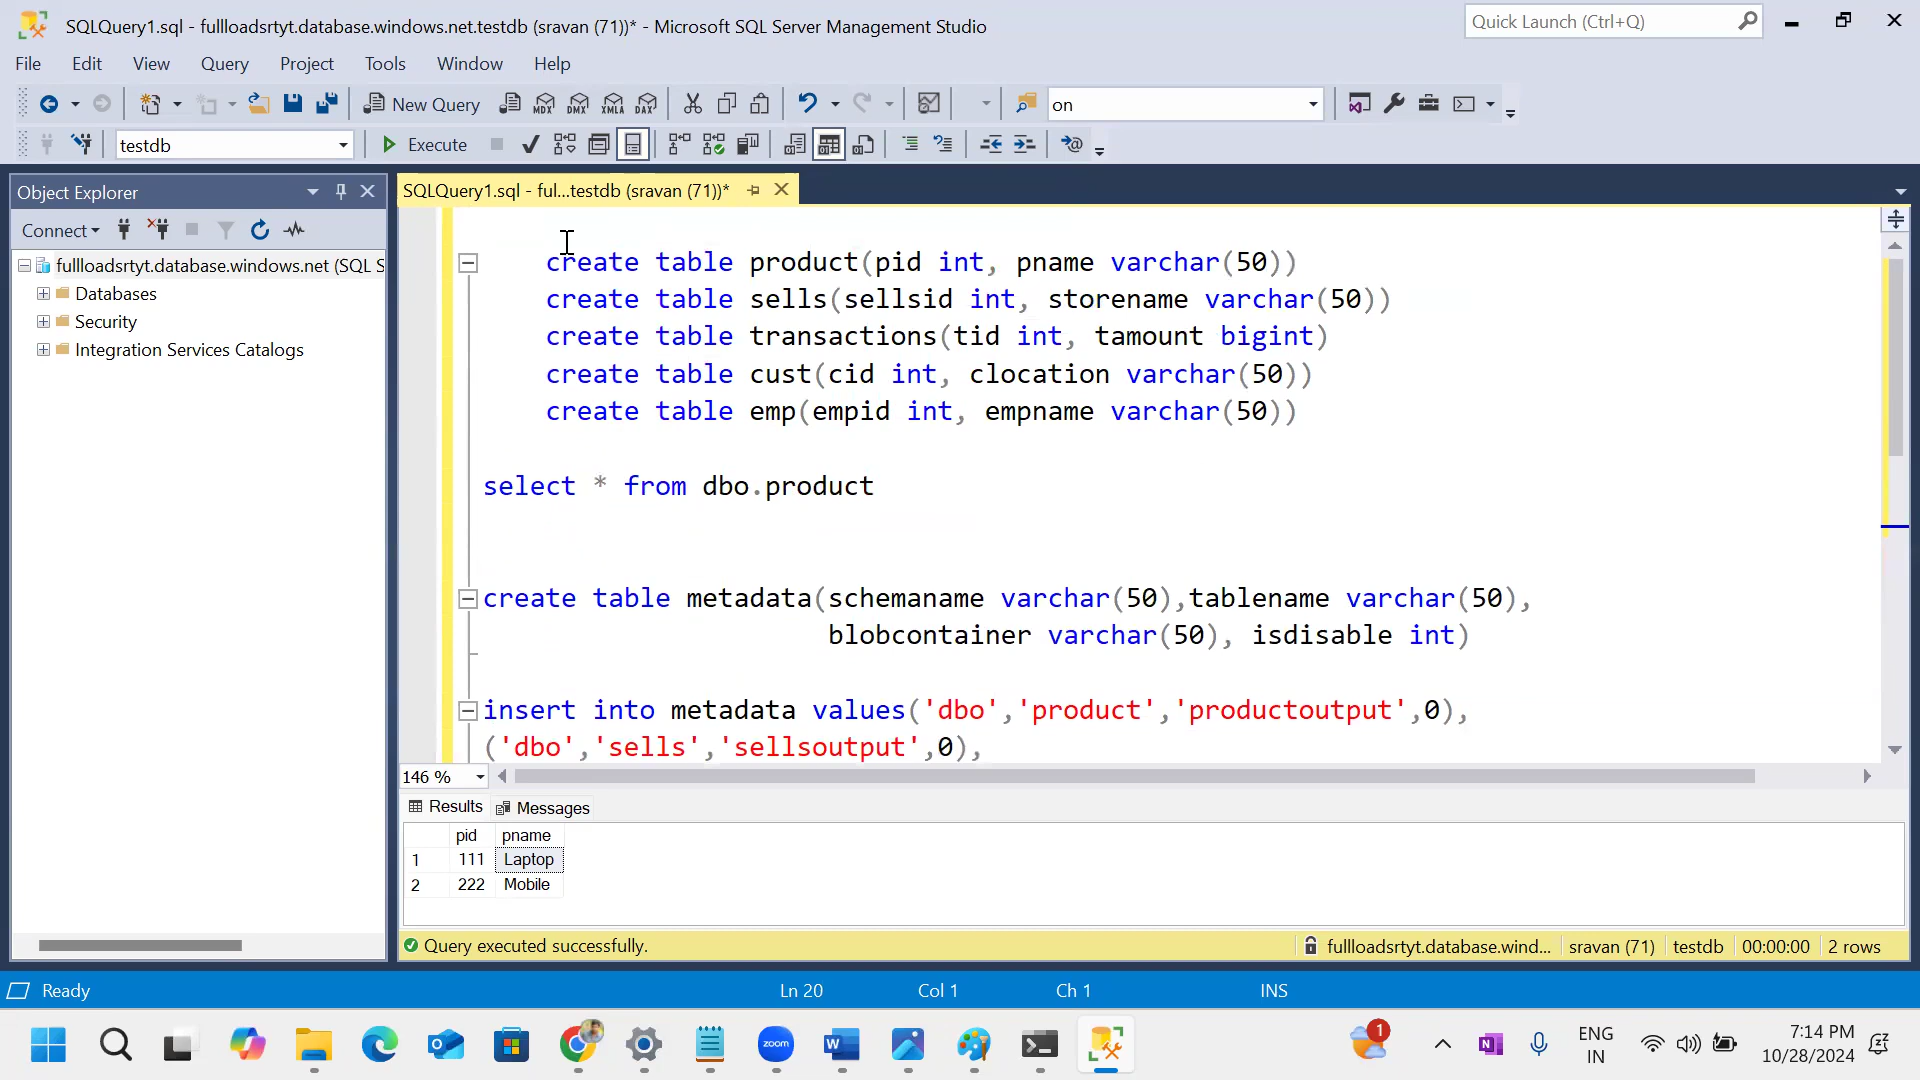 SQLQuery1.sql - fullloadsrtyt.database.windows.net.testdb (sravan (71))* - Microsoft SQL Server Management Studio
Quick Launch (Ctrl+Q)
File Edit View Query Project Tools Window Help
New Query
MDX DMX XMLA DAX
on
testdb
Execute
Object Explorer
SQLQuery1.sql - ful...testdb (sravan (71))*
Connect
fullloadsrtyt.database.windows.net (SQL S
Databases
Security
Integration Services Catalogs
create table product(pid int, pname varchar(50))
create table sells(sellsid int, storename varchar(50))
create table transactions(tid int, tamount bigint)
create table cust(cid int, clocation varchar(50))
create table emp(empid int, empname varchar(50))
select * from dbo.product
create table metadata(schemaname varchar(50),tablename varchar(50),
blobcontainer varchar(50), isdisable int)
insert into metadata values('dbo','product','productoutput',0),
('dbo','sells','sellsoutput',0),
146 %
Results Messages
pid pname
1 111 Laptop
2 222 Mobile
Query executed successfully.
fullloadsrtyt.database.wind... sravan (71) testdb 00:00:00 2 rows
Ready Ln 20 Col 1 Ch 1 INS
zoom
W
1
N
ENG
IN
7:14 PM
10/28/2024